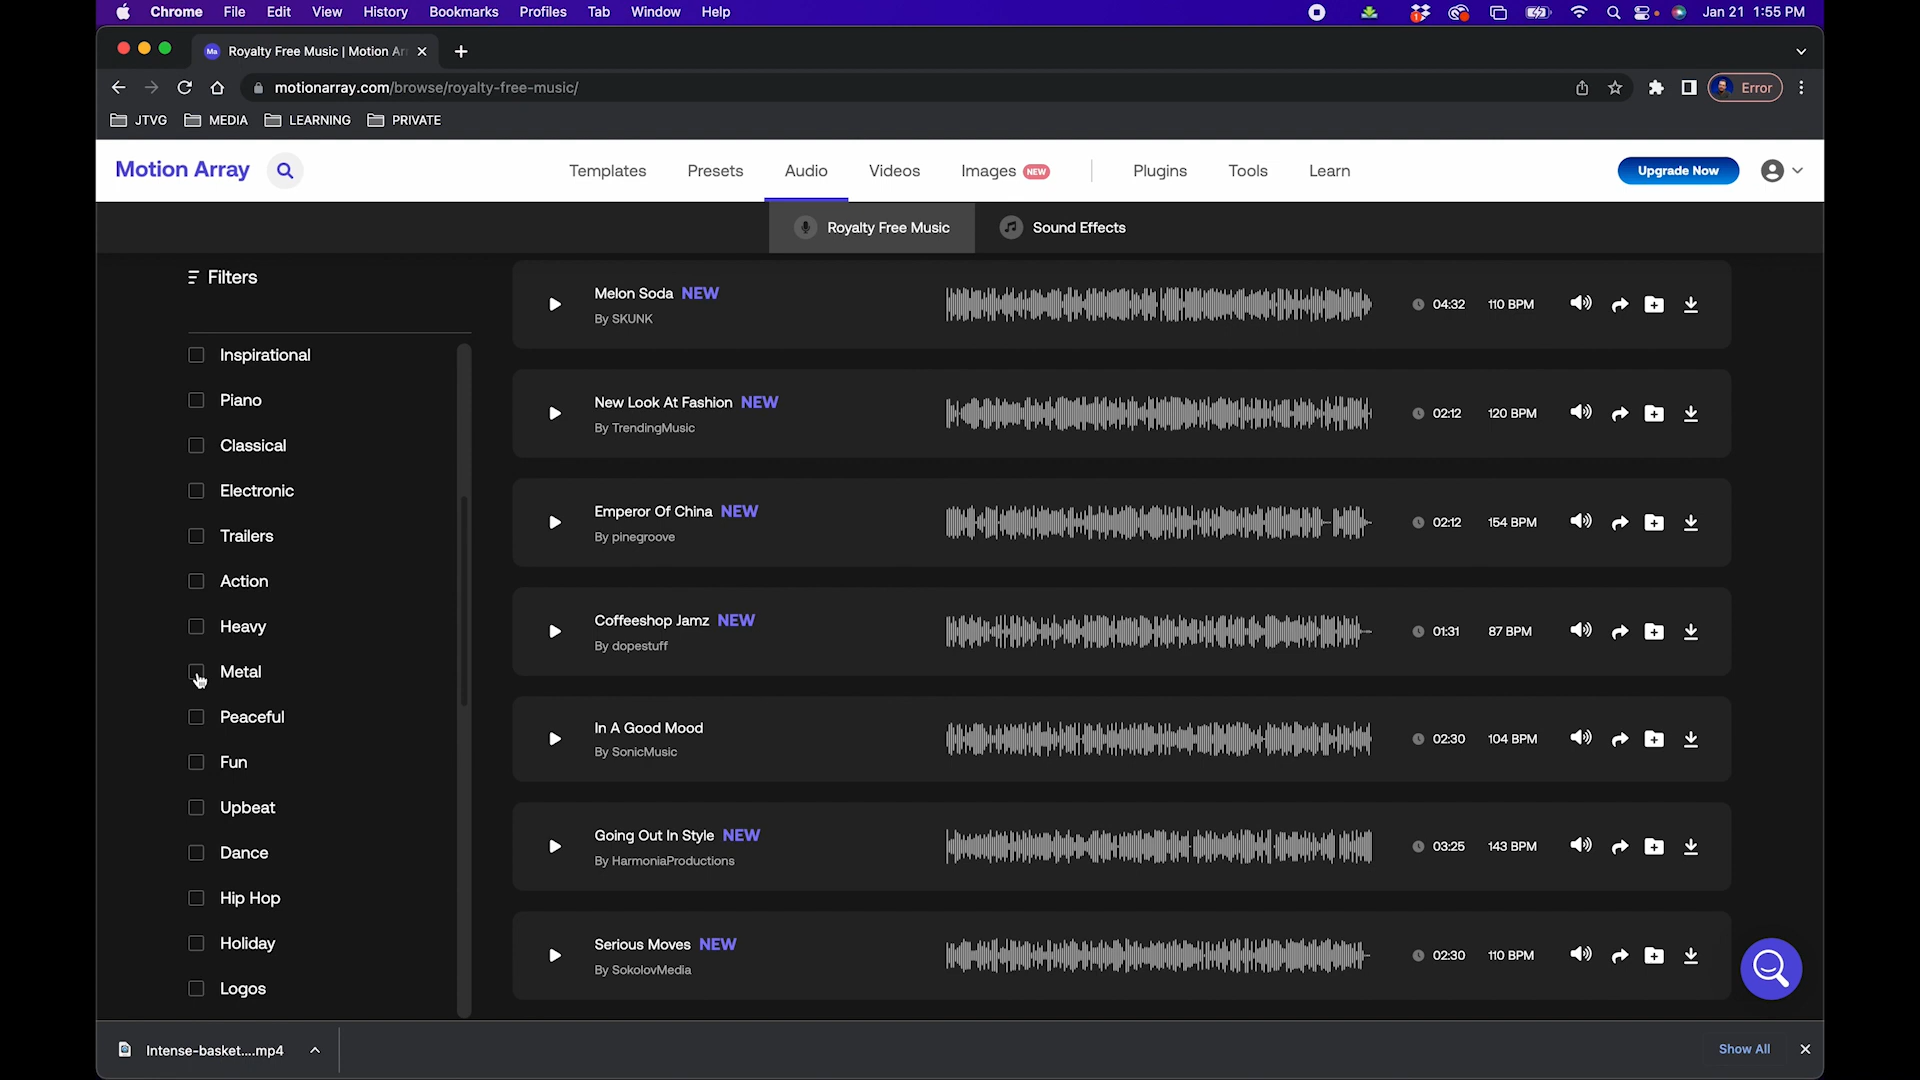 Chrome File Edit View History Bookmarks Profiles Tab Window Help Jan 21 1:55 PM
Royalty Free Music | Motion Ar
motionarray.com/browse/royalty-free-music/ Error
JTVG MEDIA LEARNING PRIVATE
Motion Array Templates Presets Audio Videos Images NEW Plugins Tools Learn Upgrade Now
Royalty Free Music Sound Effects
Filters
Inspirational
Piano
Classical
Electronic
Trailers
Action
Heavy
Metal
Peaceful
Fun
Upbeat
Dance
Hip Hop
Holiday
Logos
Melon Soda NEW 04:32 110 BPM
By SKUNK
New Look At Fashion NEW 02:12 120 BPM
By TrendingMusic
Emperor Of China NEW 02:12 154 BPM
By pinegroove
Coffeeshop Jamz NEW 01:31 87 BPM
By dopestuff
In A Good Mood 02:30 104 BPM
By SonicMusic
Going Out In Style NEW 03:25 143 BPM
By HarmoniaProductions
Serious Moves NEW 02:30 110 BPM
By SokolovMedia
Intense-basket....mp4 Show All